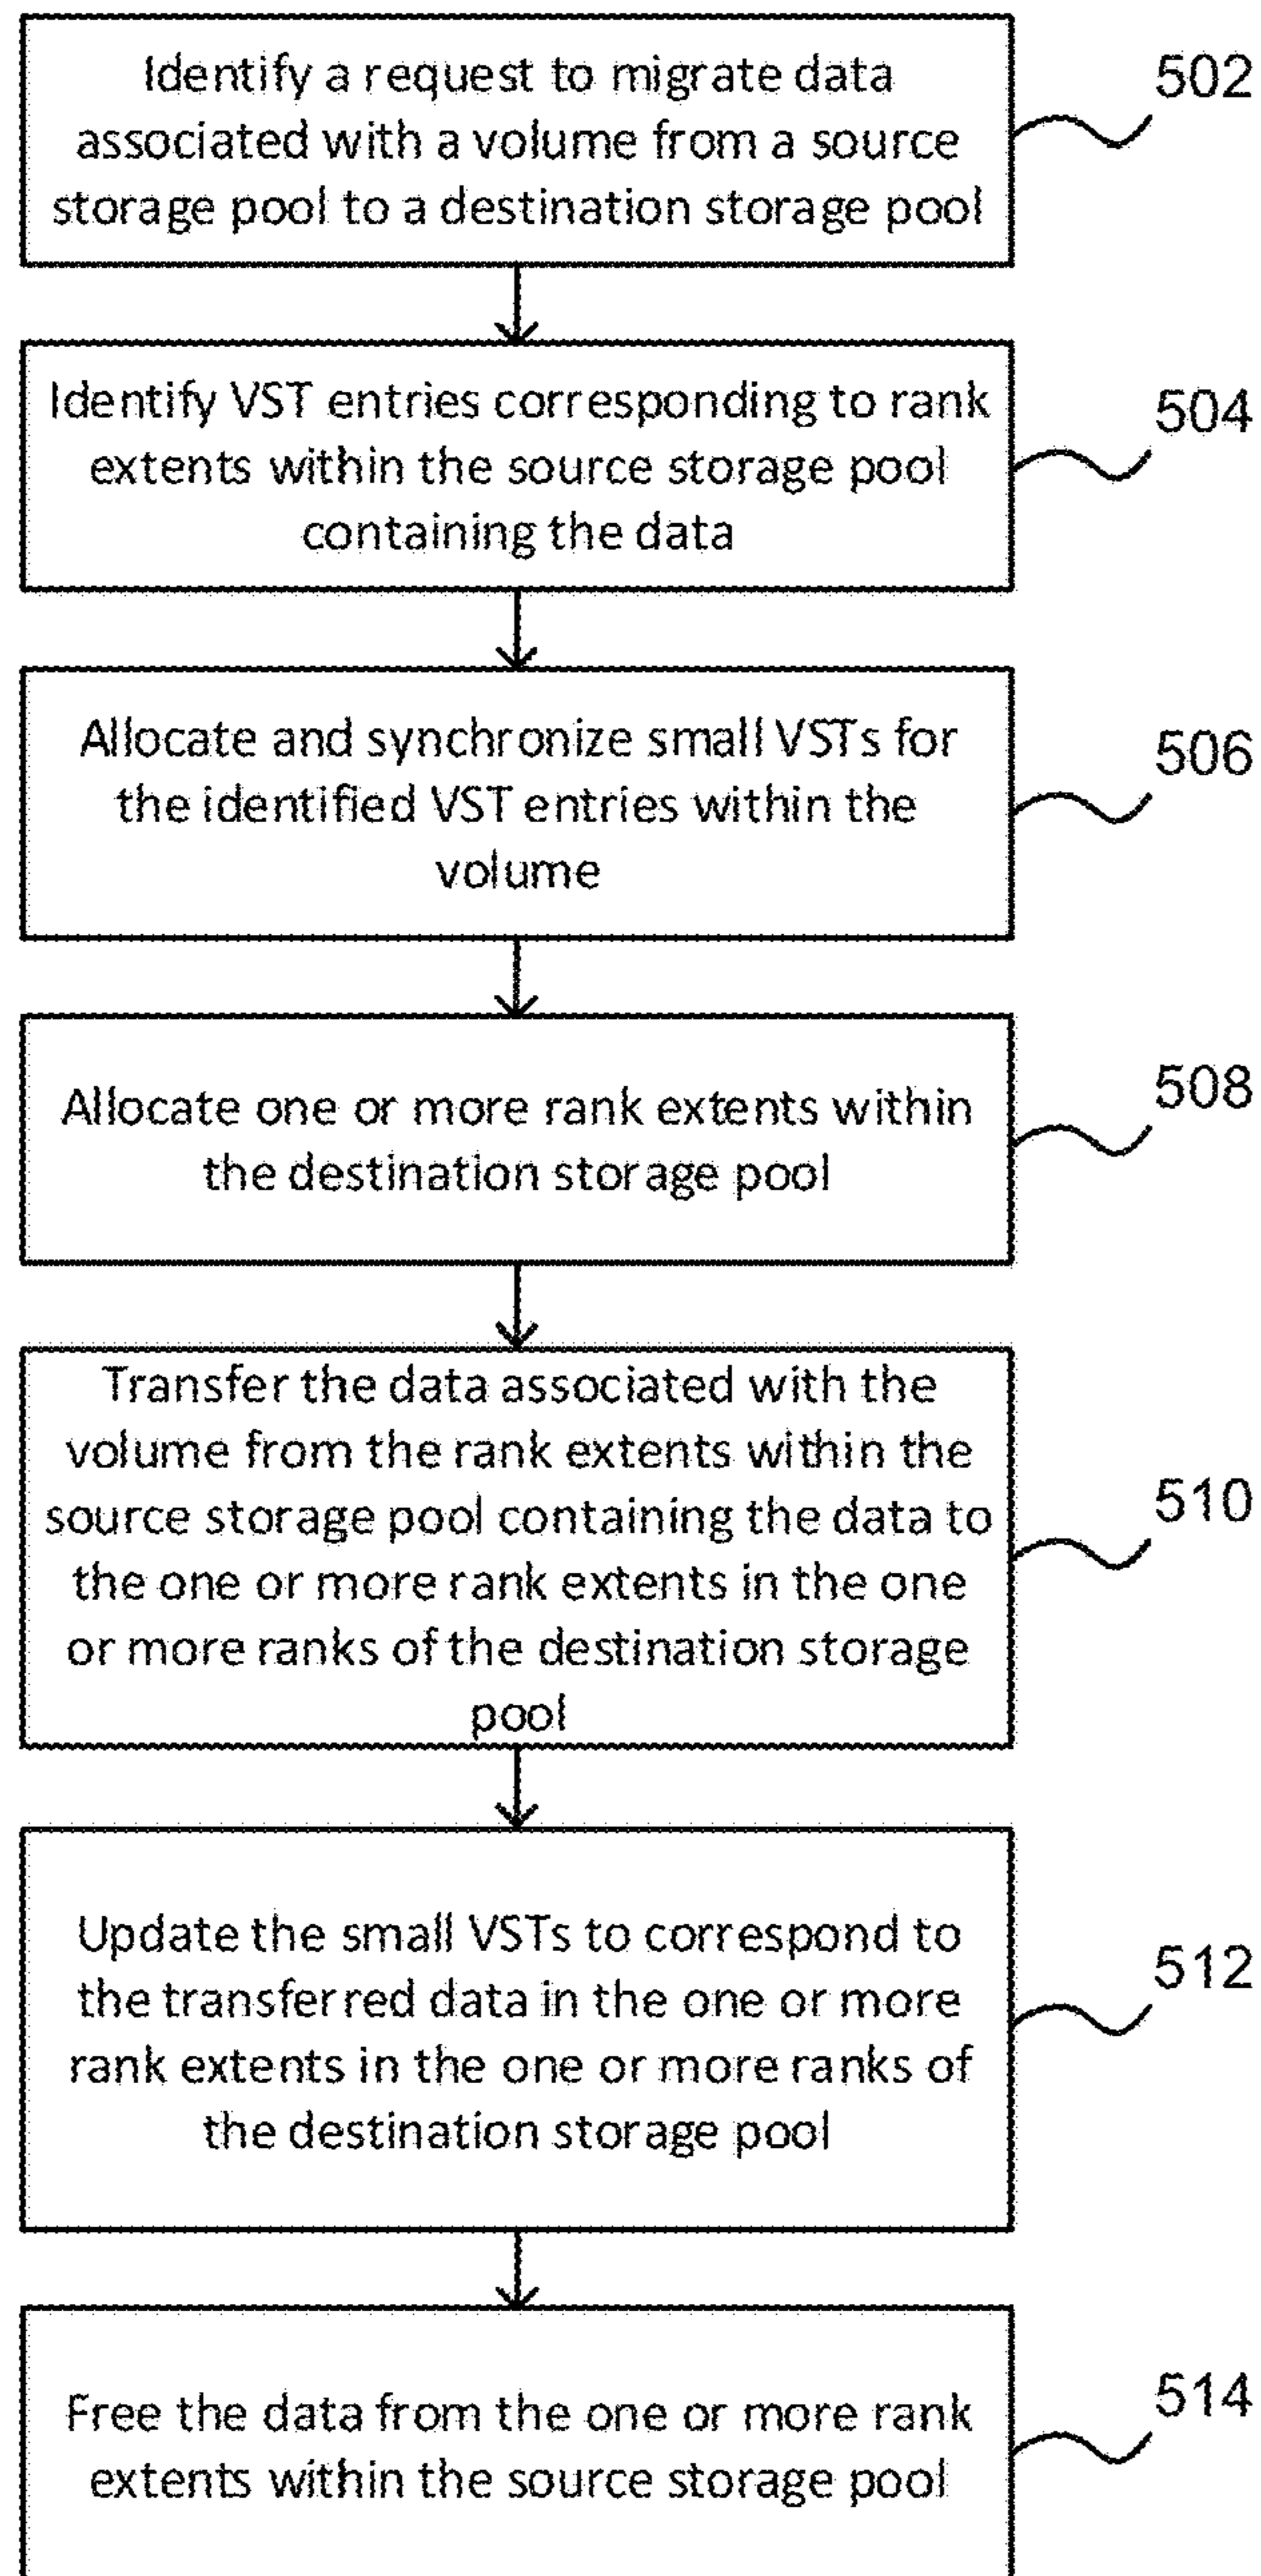 Identify a request to migrate data
associated with a volume from a source
storage pool to a destination storage pool
502
Identify VST entries corresponding to rank
extents within the source storage pool
containing the data
504
Allocate and synchronize small VSTs for
the identified VST entries within the
volume
506
Allocate one or more rank extents within
the destination storage pool
508
Transfer the data associated with the
volume from the rank extents within the
source storage pool containing the data to
the one or more rank extents in the one
or more ranks of the destination storage
pool
510
Update the small VSTs to correspond to
the transferred data in the one or more
rank extents in the one or more ranks of
the destination storage pool
512
Free the data from the one or more rank
extents within the source storage pool
514